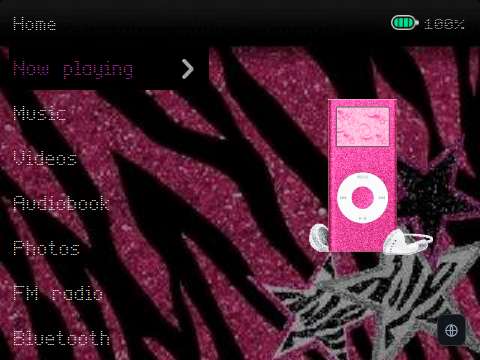 Home
100%
Now playing
Music
Videos
Audiobook
Photos
FM radio
Bluetooth